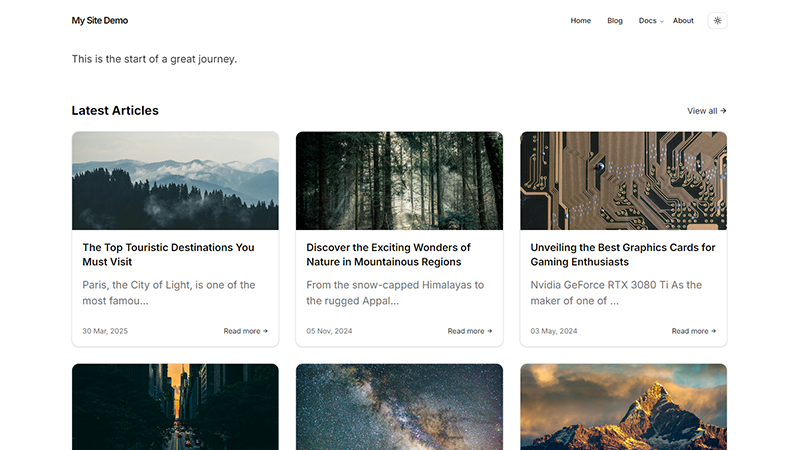 My Site Demo
Home Blog Docs About
This is the start of a great journey.
Latest Articles
View all →
The Top Touristic Destinations You
Must Visit
Paris, the City of Light, is one of the
most famou...
30 Mar, 2025
Read more →
Discover the Exciting Wonders of
Nature in Mountainous Regions
From the snow-capped Himalayas to
the rugged Appal...
05 Nov, 2024
Read more →
Unveiling the Best Graphics Cards for
Gaming Enthusiasts
Nvidia GeForce RTX 3080 Ti As the
maker of one of ...
03 May, 2024
Read more →